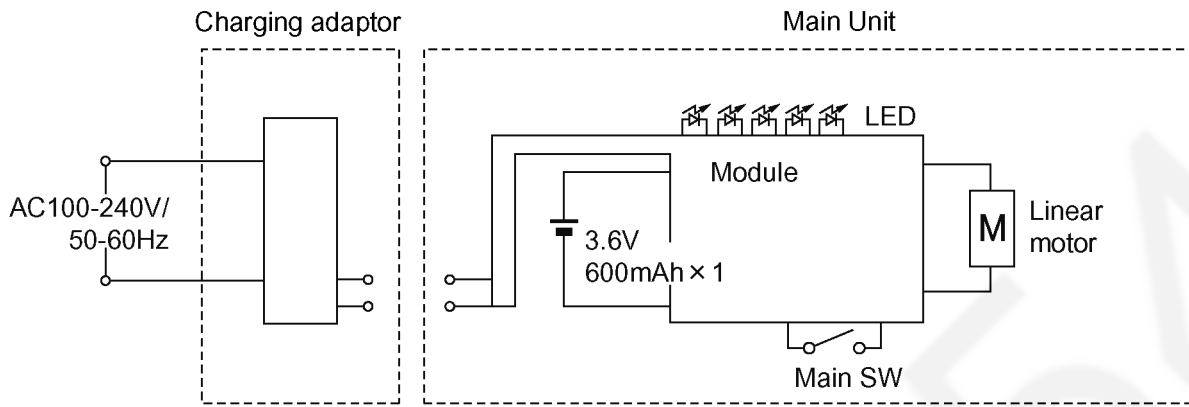 Charging adaptor
Main Unit
LED
Module
AC100-240V/
50-60Hz
3.6V
600mAh×1
M
Linear
motor
Main SW